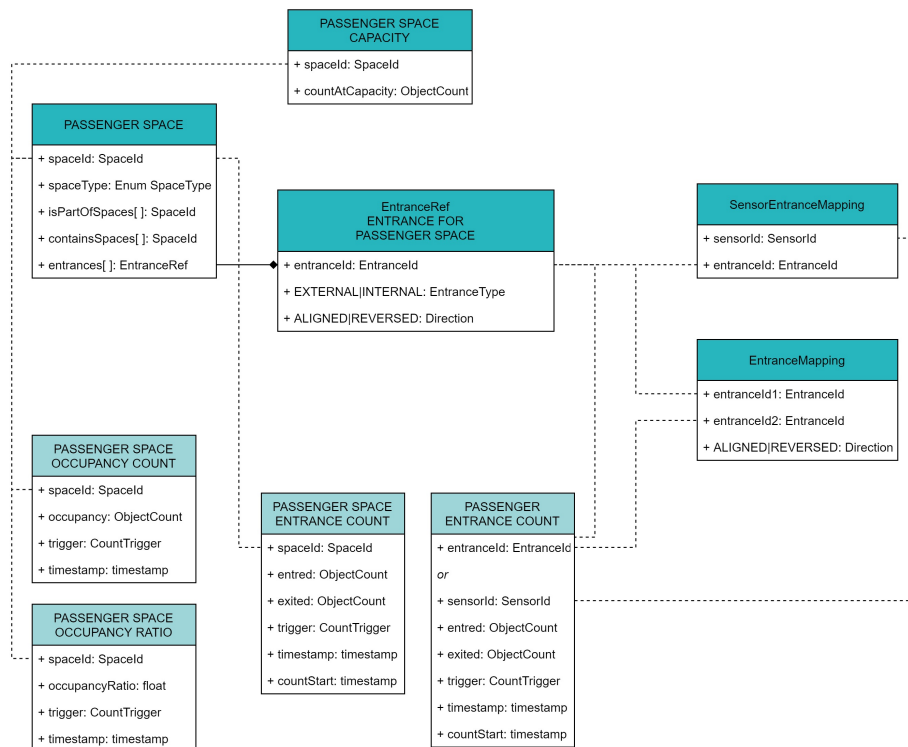 PASSENGER SPACE
CAPACITY
+ spaceId: SpaceId
+ countAtCapacity: ObjectCount
PASSENGER SPACE
+ spaceId: SpaceId
+ spaceType: Enum SpaceType
+ isPartOfSpaces[ ]: SpaceId
+ containsSpaces[ ]: SpaceId
+ entrances[ ]: EntranceRef
EntranceRef
ENTRANCE FOR
PASSENGER SPACE
+ entranceId: EntranceId
+ EXTERNAL|INTERNAL: EntranceType
+ ALIGNED|REVERSED: Direction
SensorEntranceMapping
+ sensorId: SensorId
+ entranceId: EntranceId
EntranceMapping
+ entranceId1: EntranceId
+ entranceId2: EntranceId
+ ALIGNED|REVERSED: Direction
PASSENGER SPACE
OCCUPANCY COUNT
+ spaceId: SpaceId
+ occupancy: ObjectCount
+ trigger: CountTrigger
+ timestamp: timestamp
PASSENGER SPACE
ENTRANCE COUNT
+ spaceId: SpaceId
+ entred: ObjectCount
+ exited: ObjectCount
+ trigger: CountTrigger
+ timestamp: timestamp
+ countStart: timestamp
PASSENGER
ENTRANCE COUNT
+ entranceId: EntranceId
or
+ sensorId: SensorId
+ entred: ObjectCount
+ exited: ObjectCount
+ trigger: CountTrigger
+ timestamp: timestamp
+ countStart: timestamp
PASSENGER SPACE
OCCUPANCY RATIO
+ spaceId: SpaceId
+ occupancyRatio: float
+ trigger: CountTrigger
+ timestamp: timestamp